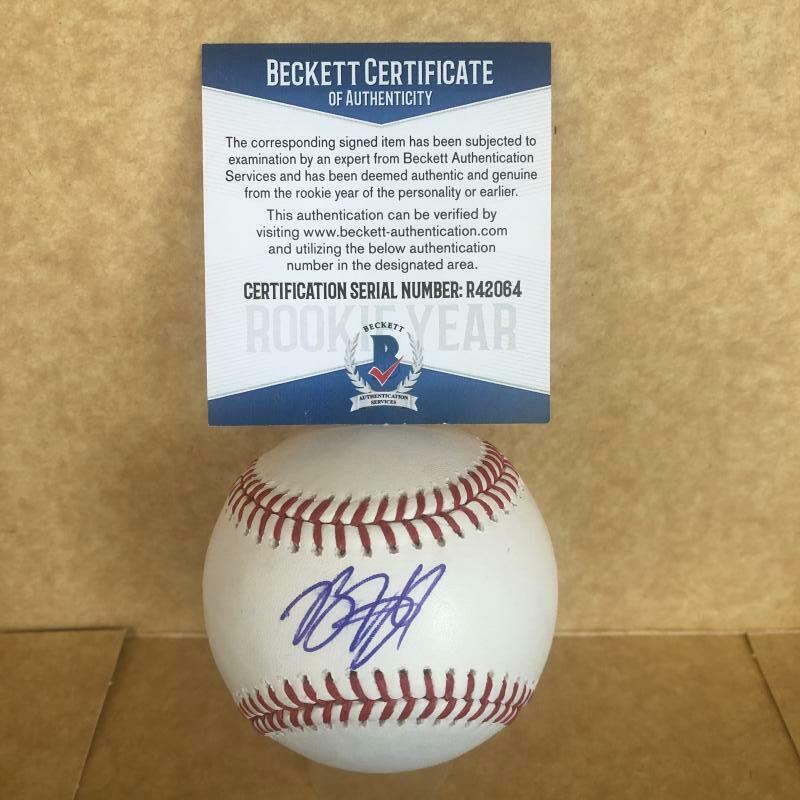 BECKETT CERTIFICATE
OF AUTHENTICITY
The corresponding signed item has been subjected to
examination by an expert from Beckett Authentication
Services and has been deemed authentic and genuine
from the rookie year of the personality or earlier.
This authentication can be verified by
visiting www.beckett-authentication.com
and utilizing the below authentication
number in the designated area.
CERTIFICATION SERIAL NUMBER: R42064
ROOKIE YEAR
BECKETT
B
AUTHENTICATION
SERVICES